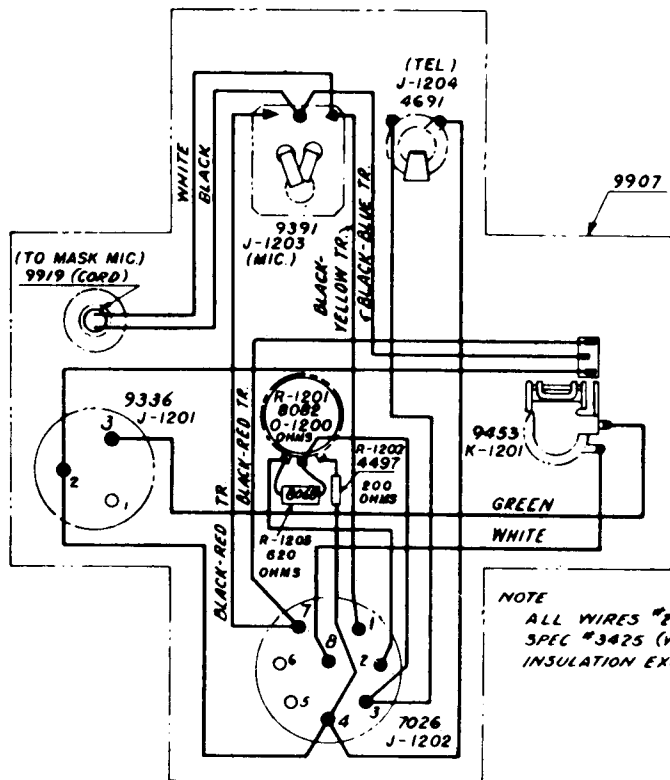 (TEL)
J-1204
4691
9907
WHITE
BLACK
9391
J-1203
(MIC.)
(TO MASK MIC.)
9919 (CORD)
BLACK-
YELLOW TR.
BLACK-BLUE TR.
9336
J-1201
3
2
1
R-1201
8082
0-1200
OHMS
R-1202
4497
200
OHMS
9453
K-1201
BLACK-RED TR.
BLACK-RED TR
8068
R-1205
620
OHMS
GREEN
WHITE
7
1
8
6
2
5
3
4
7026
J-1202
NOTE
ALL WIRES
SPEC #3425
INSULATION